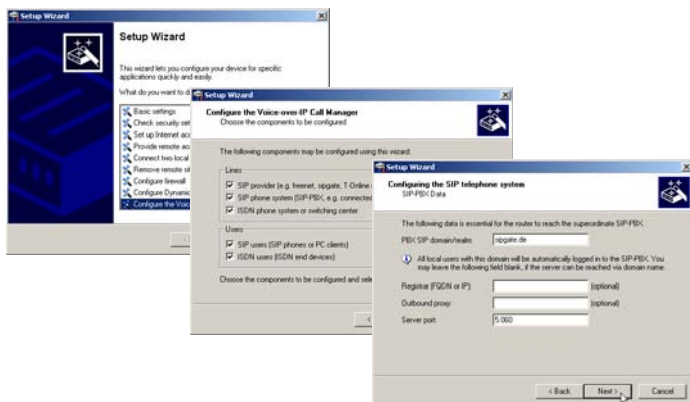 Setup Wizard
Setup Wizard
This wizard lets you configure your device for specific
applications quickly and easily.
What do you want to d
Basic settings
Check security set
Set up Internet acc
Provide remote ac
Connect two local
Remove remote si
Configure firewall
Configure Dynamic
Configure the Voic
Setup Wizard
Configure the Voice-over-IP Call Manager
Choose the components to be configured
The following components may be configured using this wizard.
Lines
SIP provider (e.g. freenet, sipgate, T-Online
SIP phone system (SIP-PBX, e.g. connected
ISDN phone system or switching center
Users
SIP users (SIP phones or PC clients)
ISDN users (ISDN end devices)
Choose the components to be configured and sele
<
Setup Wizard
Configuring the SIP telephone system
SIP-PBX Data
The following data is essential for the router to reach the superordinate SIP-PBX.
PBX SIP domain/realm: sipgate.de
All local users with this domain will be automatically logged in to the SIP-PBX. You
may leave the following field blank, if the server can be reached via domain name.
Registrar (FQDN or IP): (optional)
Outbound proxy: (optional)
Server port: 5.060
< Back Next > Cancel